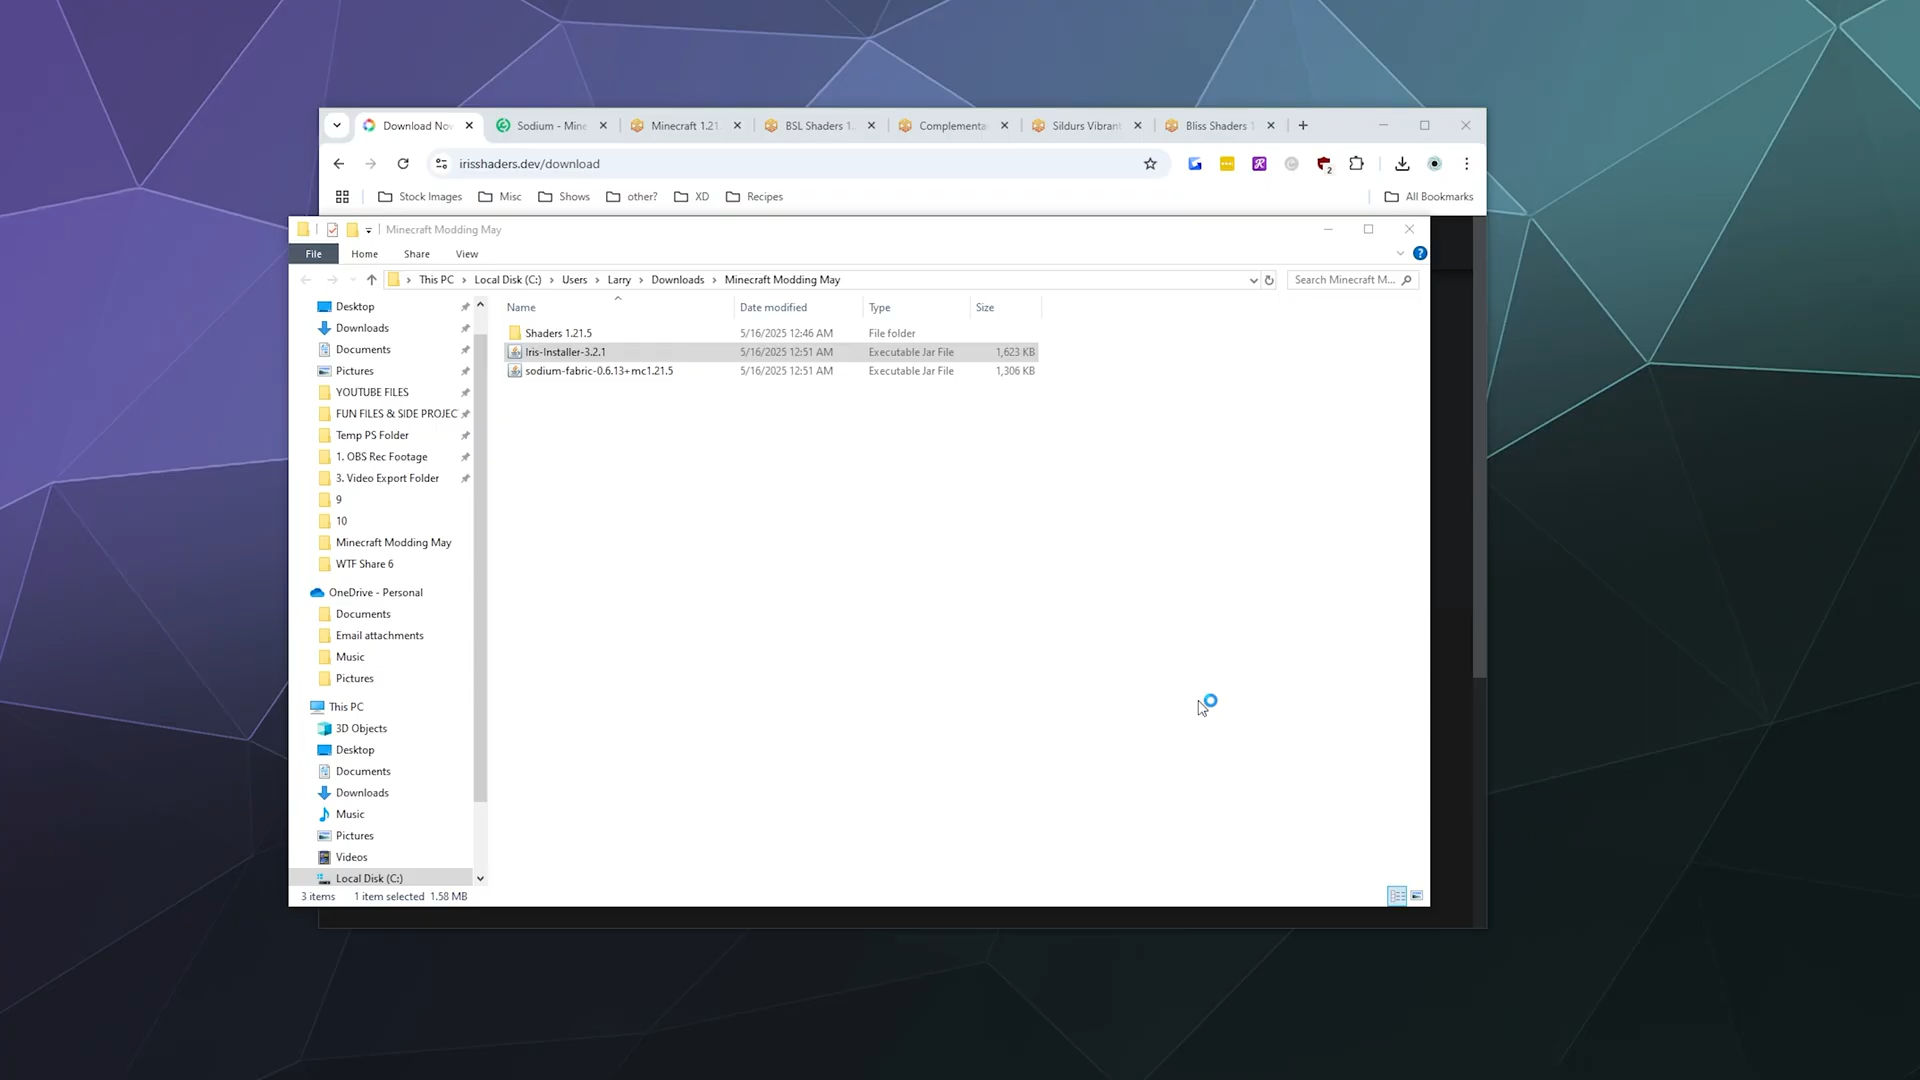 Download Nov
Sodium - Mine
Minecraft 1.21
BSL Shaders 1.
Complementa
Sildurs Vibrant
Bliss Shaders 1
irisshaders.dev/download
2
Stock Images
Misc
Shows
other?
XD
Recipes
All Bookmarks
Minecraft Modding May
File
Home
Share
View
This PC > Local Disk (C:) > Users > Larry > Downloads > Minecraft Modding May
Search Minecraft M...
Name
Date modified
Type
Size
Shaders 1.21.5
5/16/2025 12:46 AM
File folder
Iris-Installer-3.2.1
5/16/2025 12:51 AM
Executable Jar File
1,623 KB
sodium-fabric-0.6.13+mc1.21.5
5/16/2025 12:51 AM
Executable Jar File
1,306 KB
Desktop
Downloads
Documents
Pictures
YOUTUBE FILES
FUN FILES & SIDE PROJEC
Temp PS Folder
1. OBS Rec Footage
3. Video Export Folder
9
10
Minecraft Modding May
WTF Share 6
OneDrive - Personal
Documents
Email attachments
Music
Pictures
This PC
3D Objects
Desktop
Documents
Downloads
Music
Pictures
Videos
Local Disk (C:)
3 items
1 item selected 1.58 MB